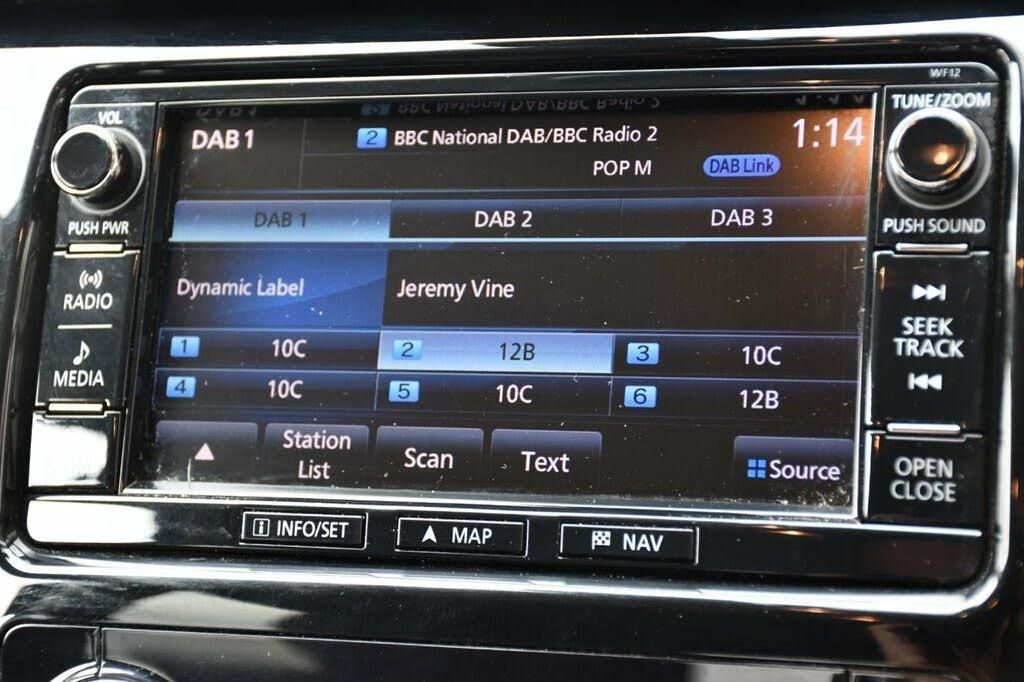 WF12
VOL
PUSH PWR
RADIO
MEDIA
DAB 1
2 BBC National DAB/BBC Radio 2
1:14
POP M
DAB Link
DAB 1 DAB 2 DAB 3
Dynamic Label
Jeremy Vine
1 10C 2 12B 3 10C
4 10C 5 10C 6 12B
Station
List
Scan
Text
Source
TUNE/ZOOM
PUSH SOUND
SEEK
TRACK
OPEN
CLOSE
INFO/SET
MAP
NAV